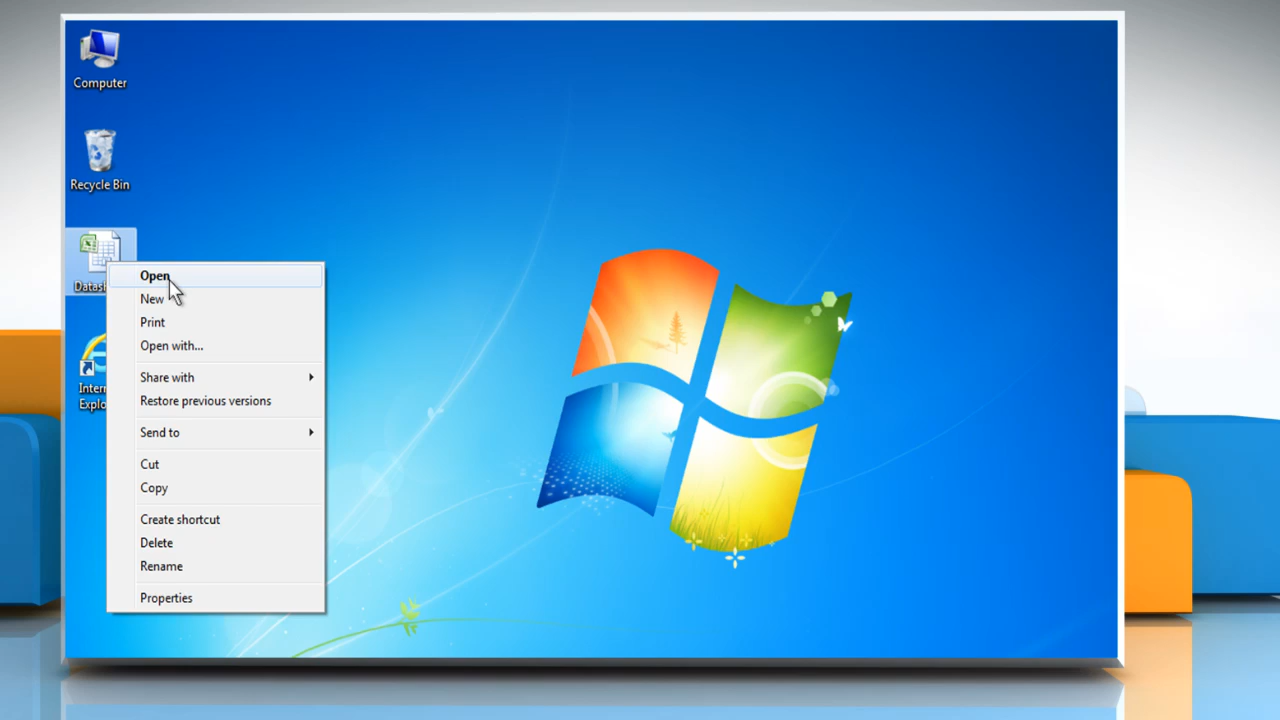 Computer
Recycle Bin
Open
New
Print
Open with...
Share with
Restore previous versions
Send to
Cut
Copy
Create shortcut
Delete
Rename
Properties